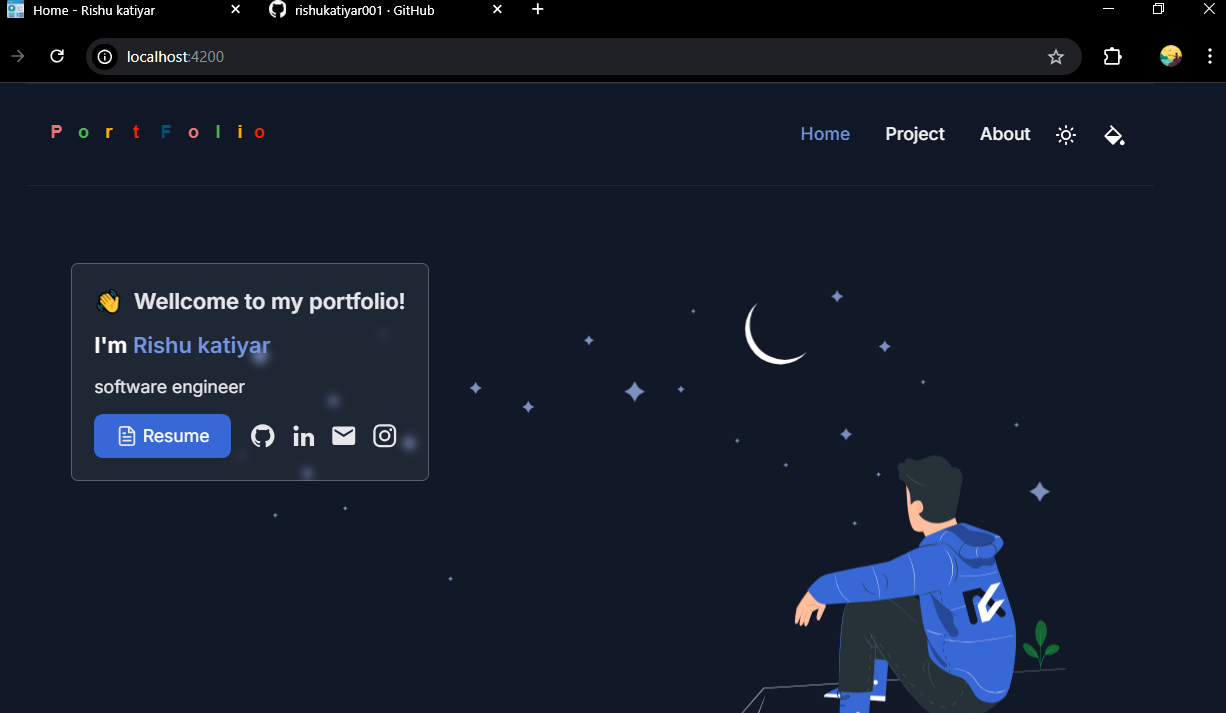 Home - Rishu katiyar
rishukatiyar001 · GitHub
localhost:4200
PortFolio
Home Project About
👋 Wellcome to my portfolio!
I'm Rishu katiyar
software engineer
Resume